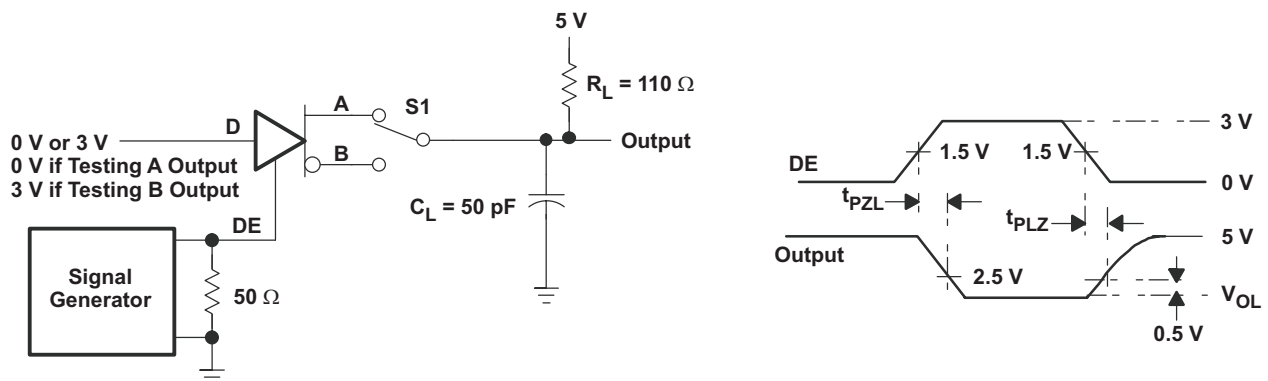 5 V
R_L = 110 Ω
A
S1
D
0 V or 3 V
0 V if Testing A Output
3 V if Testing B Output
B
Output
C_L = 50 pF
DE
Signal
Generator
50 Ω
3 V
1.5 V
1.5 V
DE
0 V
t_PZL
t_PLZ
5 V
Output
2.5 V
V_OL
0.5 V